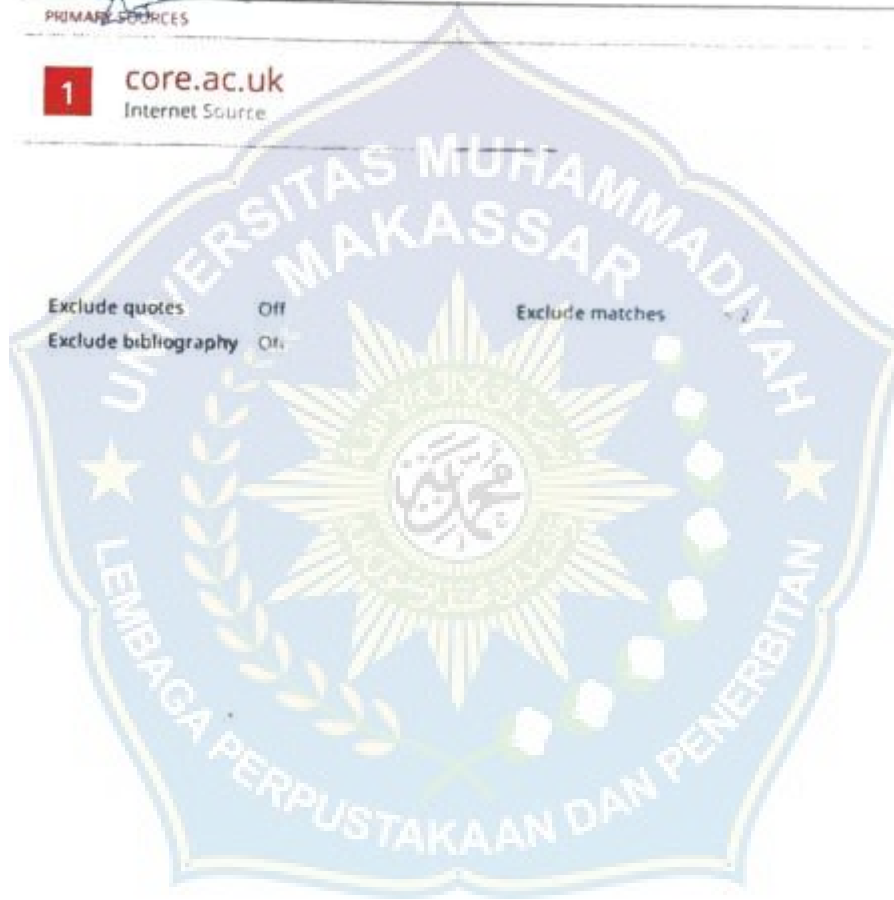 PRIMARY SOURCES
1 core.ac.uk
Internet Source
UNIVERSITAS MUHAMMADIYAH
MAKASSAR
Exclude quotes Off Exclude matches
Exclude bibliography
محمدية
LEMBAGA PERPUSTAKAAN DAN PENERBITAN